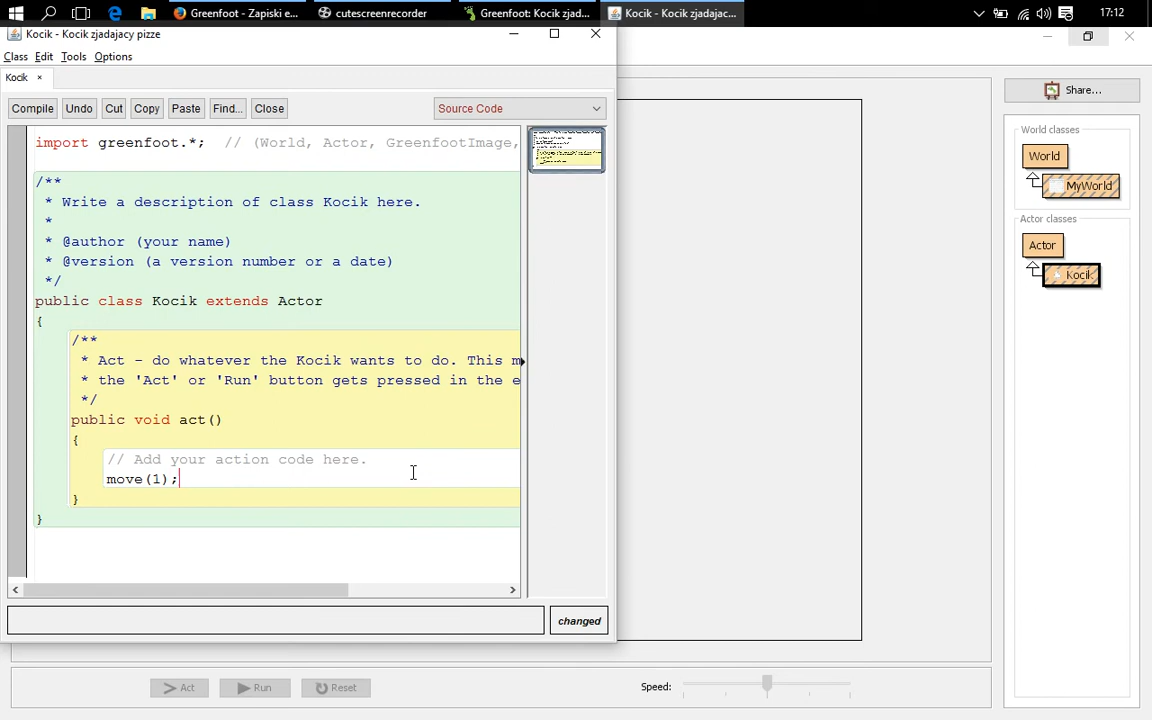 Greenfoot - Zapiski e...
cutescreenrecorder
Greenfoot: Kocik zjad...
Kocik - Kocik zjadajac...
17:12
Kocik - Kocik zjadajacy pizze
Class Edit Tools Options
Kocik ×
Compile Undo Cut Copy Paste Find... Close Source Code
import greenfoot.*; // (World, Actor, GreenfootImage,
/**
* Write a description of class Kocik here.
*
* @author (your name)
* @version (a version number or a date)
*/
public class Kocik extends Actor
{
/**
* Act - do whatever the Kocik wants to do. This m
* the 'Act' or 'Run' button gets pressed in the e
*/
public void act()
{
// Add your action code here.
move(1);
}
}
changed
Share...
World classes
World
MyWorld
Actor classes
Actor
Kocik
Act Run Reset Speed: